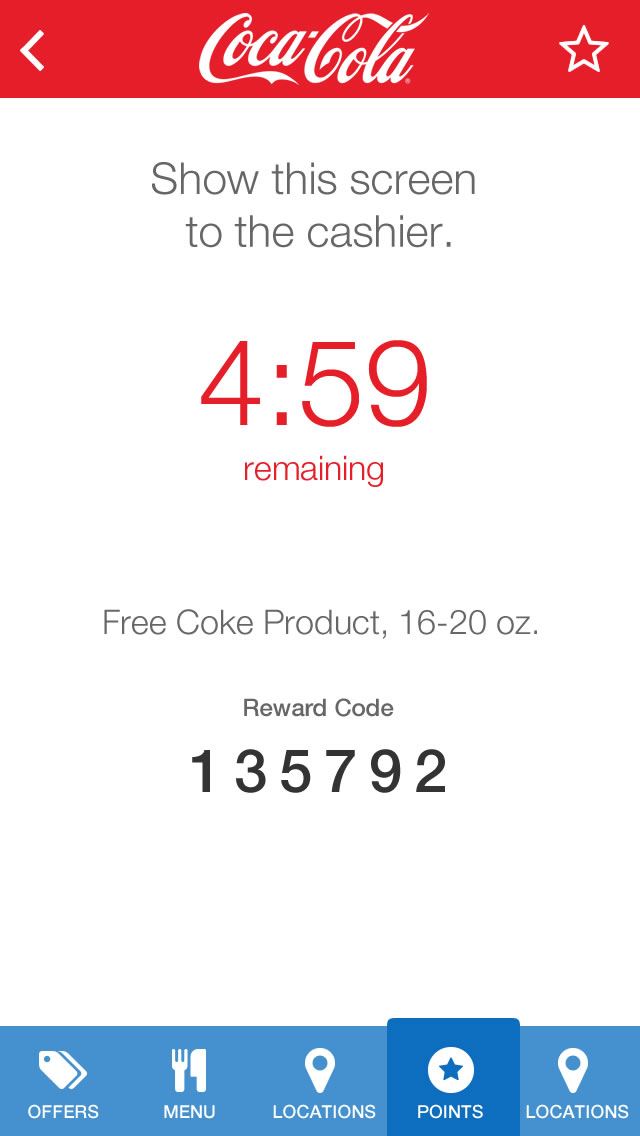 Coca-Cola
Show this screen
to the cashier.
4:59
remaining
Free Coke Product, 16-20 oz.
Reward Code
135792
OFFERS
MENU
LOCATIONS
POINTS
LOCATIONS